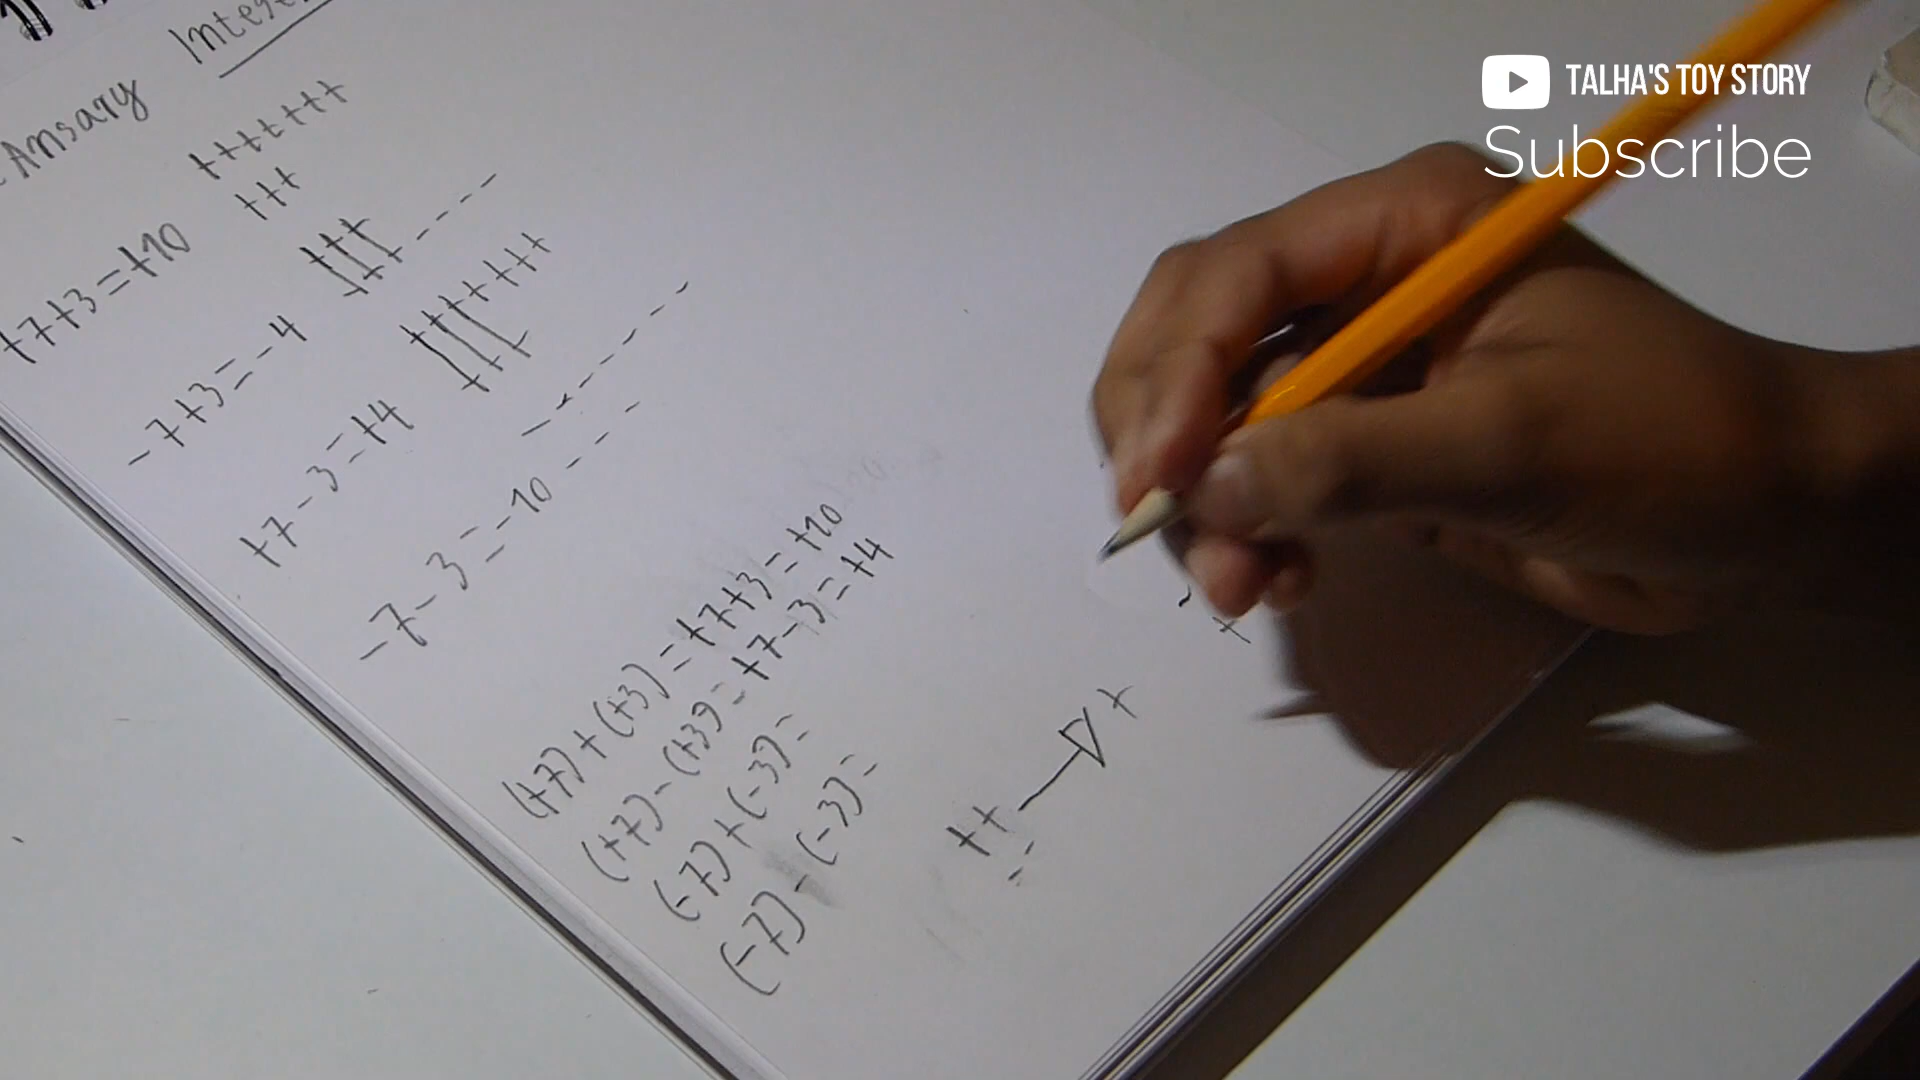 Ansary
+7+3=+10
++++++
+++
-7+3=-4
+7-3=+4
-7-3=-10
(+7)+(+3)=+7+3=+10
(+7)-(+3)=+7-3=+4
(-7)+(-3)=
(-7)-(-3)=
++ → +
--
TALHA'S TOY STORY
Subscribe